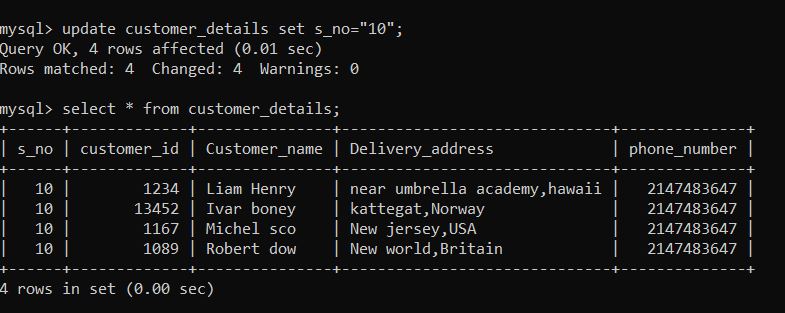 mysql> update customer_details set s_no="10";
Query OK, 4 rows affected (0.01 sec)
Rows matched: 4  Changed: 4  Warnings: 0

mysql> select * from customer_details;
+------+-------------+---------------+------------------------------+--------------+
| s_no | customer_id | Customer_name | Delivery_address             | phone_number |
+------+-------------+---------------+------------------------------+--------------+
|   10 |        1234 | Liam Henry    | near umbrella academy,hawaii |   2147483647 |
|   10 |       13452 | Ivar boney    | kattegat,Norway              |   2147483647 |
|   10 |        1167 | Michel sco    | New jersey,USA               |   2147483647 |
|   10 |        1089 | Robert dow    | New world,Britain            |   2147483647 |
+------+-------------+---------------+------------------------------+--------------+
4 rows in set (0.00 sec)